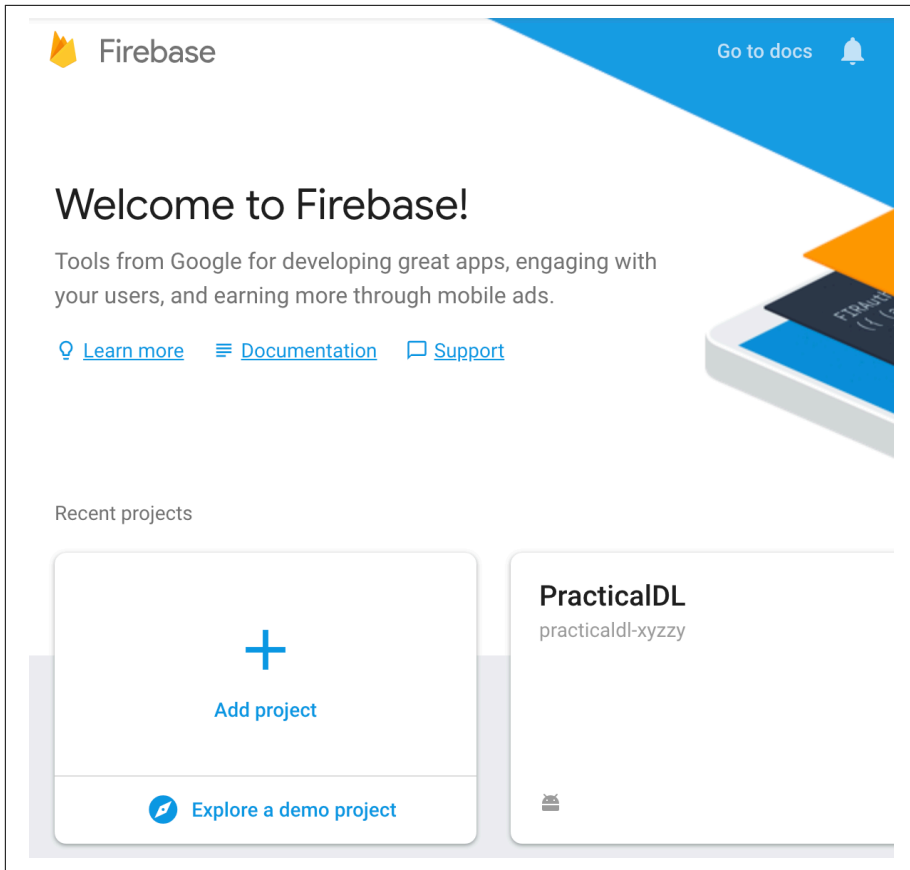 Firebase
Go to docs
Welcome to Firebase!
Tools from Google for developing great apps, engaging with
your users, and earning more through mobile ads.
Learn more Documentation Support
FIRAuth
Recent projects
PracticalDL
practicaldl-xyzzy
Add project
Explore a demo project